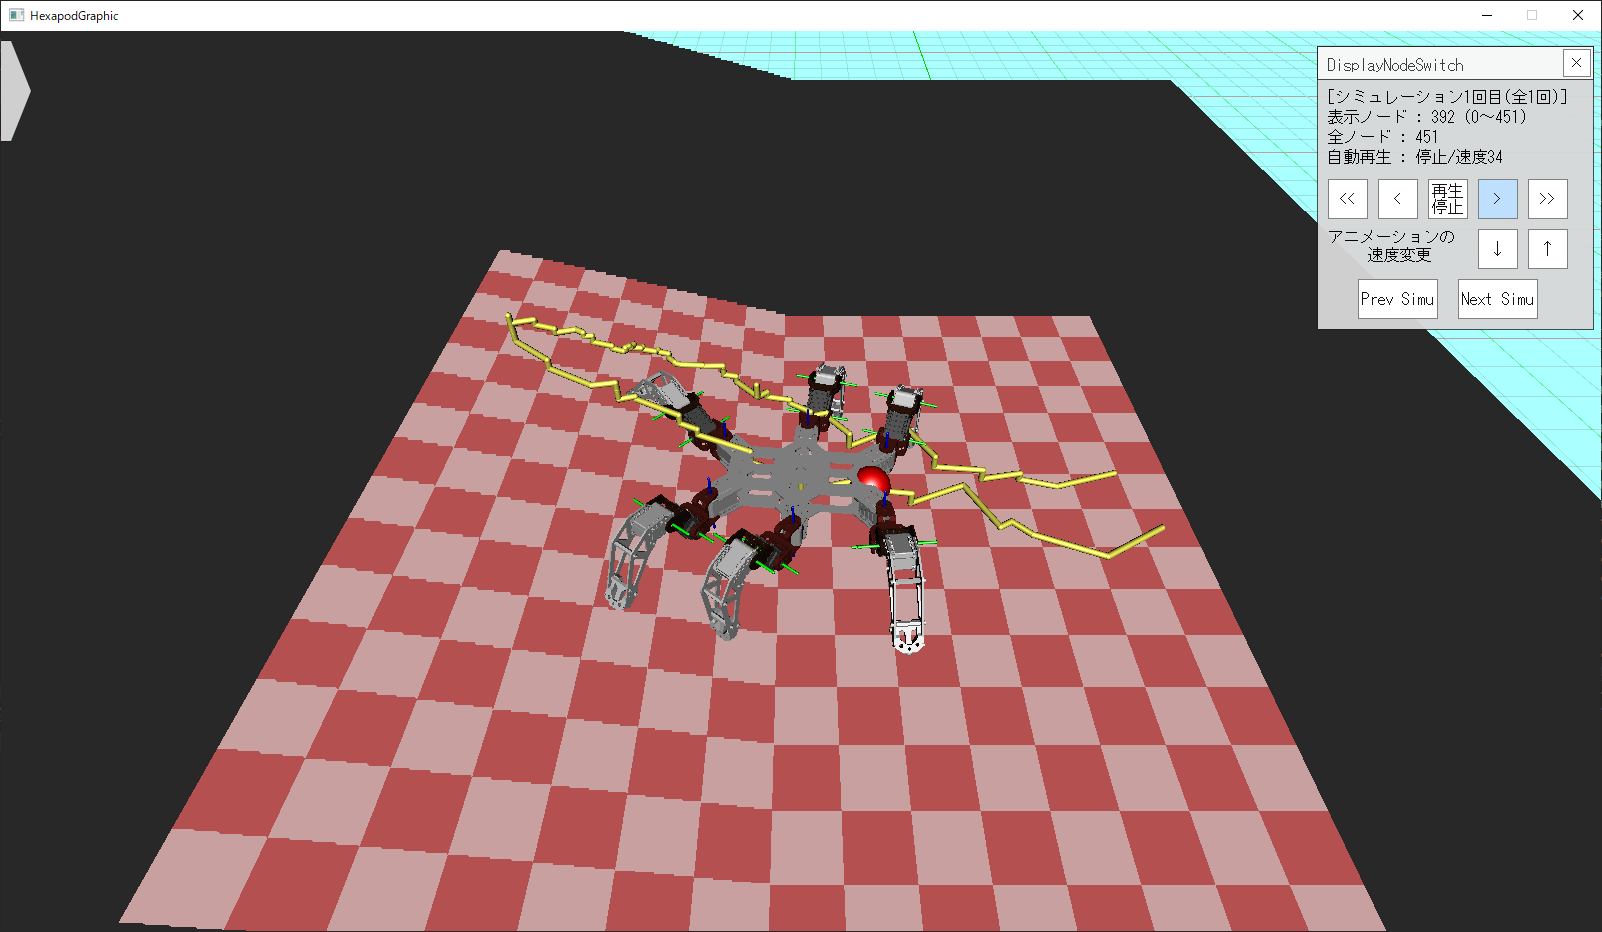 HexapodGraphic
DisplayNodeSwitch
[シミュレーション1回目(全1回)]
表示ノード : 392 (0～451)
全ノード : 451
自動再生 : 停止/速度34
<< < 再生 > >>
停止
アニメーションの
速度変更
↓ ↑
Prev Simu Next Simu